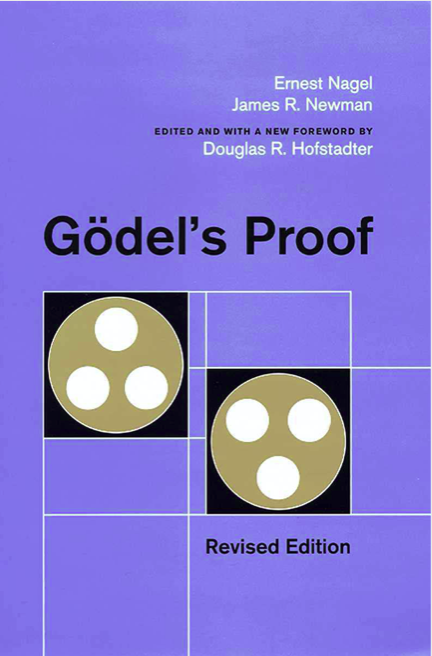 Ernest Nagel
James R. Newman
EDITED AND WITH A NEW FOREWORD BY
Douglas R. Hofstadter
Gödel's Proof
Revised Edition